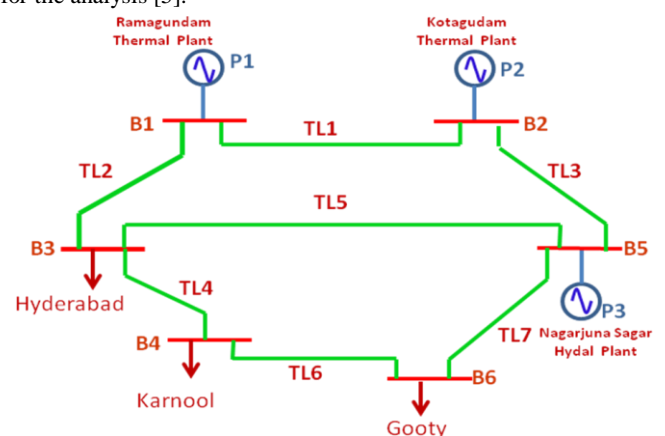 for the analysis [5].
Ramagundam
Thermal Plant
Kotagudam
Thermal Plant
P1
P2
B1
TL1
B2
TL2
TL3
TL5
B3
B5
Hyderabad
TL4
P3
B4
TL7
Nagarjuna Sagar
Hydal Plant
TL6
B6
Karnool
Gooty